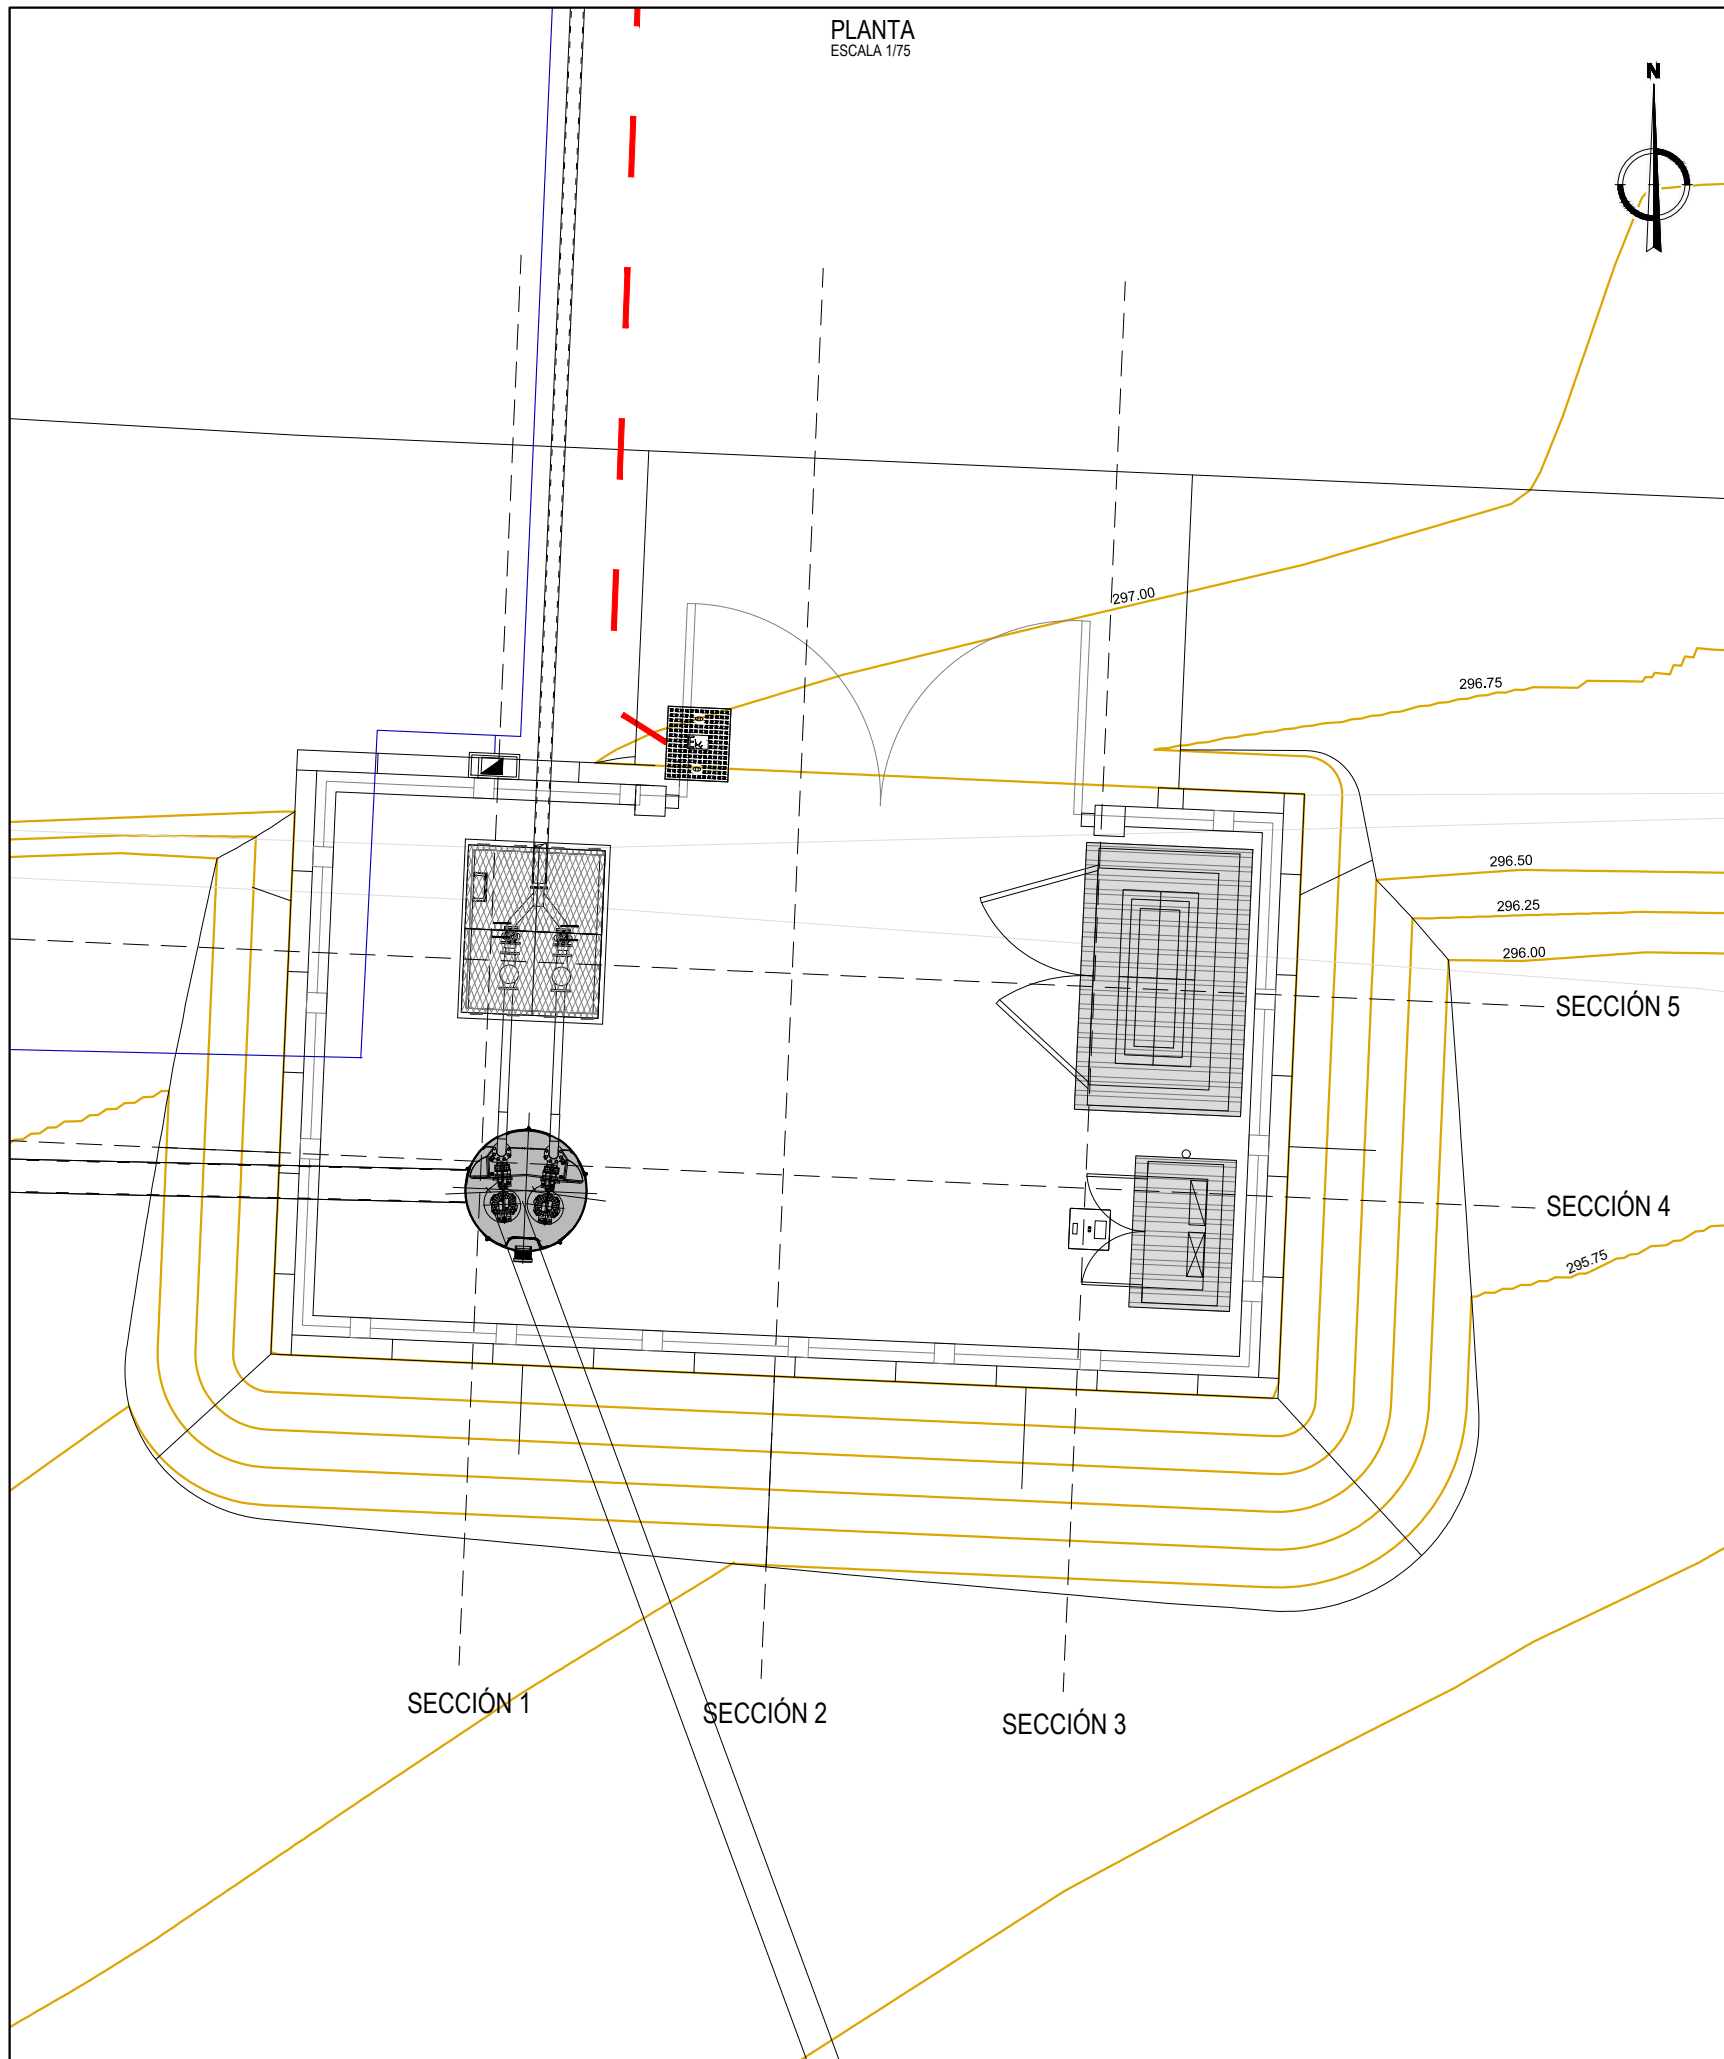 PLANTA
ESCALA 1/75
N
297.00
296.75
296.50
296.25
296.00
SECCIÓN 5
SECCIÓN 4
295.75
SECCIÓN 1
SECCIÓN 2
SECCIÓN 3